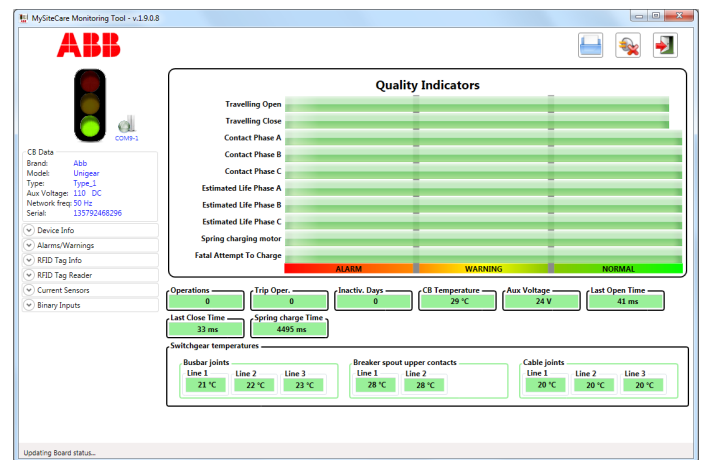 MySiteCare Monitoring Tool - v.1.9.0.8
ABB
COM9-1
CB Data
Brand: Abb
Model: Unigear
Type: Type_1
Aux Voltage: 110 DC
Network freq: 50 Hz
Serial: 135792468296
Device Info
Alarms/Warnings
RFID Tag Info
RFID Tag Reader
Current Sensors
Binary Inputs
Quality Indicators
Travelling Open
Travelling Close
Contact Phase A
Contact Phase B
Contact Phase C
Estimated Life Phase A
Estimated Life Phase B
Estimated Life Phase C
Spring charging motor
Fatal Attempt To Charge
ALARM WARNING NORMAL
Operations Trip Oper. Inactiv. Days CB Temperature Aux Voltage Last Open Time
0 0 0 29 °C 24 V 41 ms
Last Close Time Spring charge Time
33 ms 4495 ms
Switchgear temperatures
Busbar joints Breaker spout upper contacts Cable joints
Line 1 Line 2 Line 3 Line 1 Line 2 Line 1 Line 2 Line 3
21 °C 22 °C 23 °C 28 °C 28 °C 20 °C 20 °C 20 °C
Updating Board status...